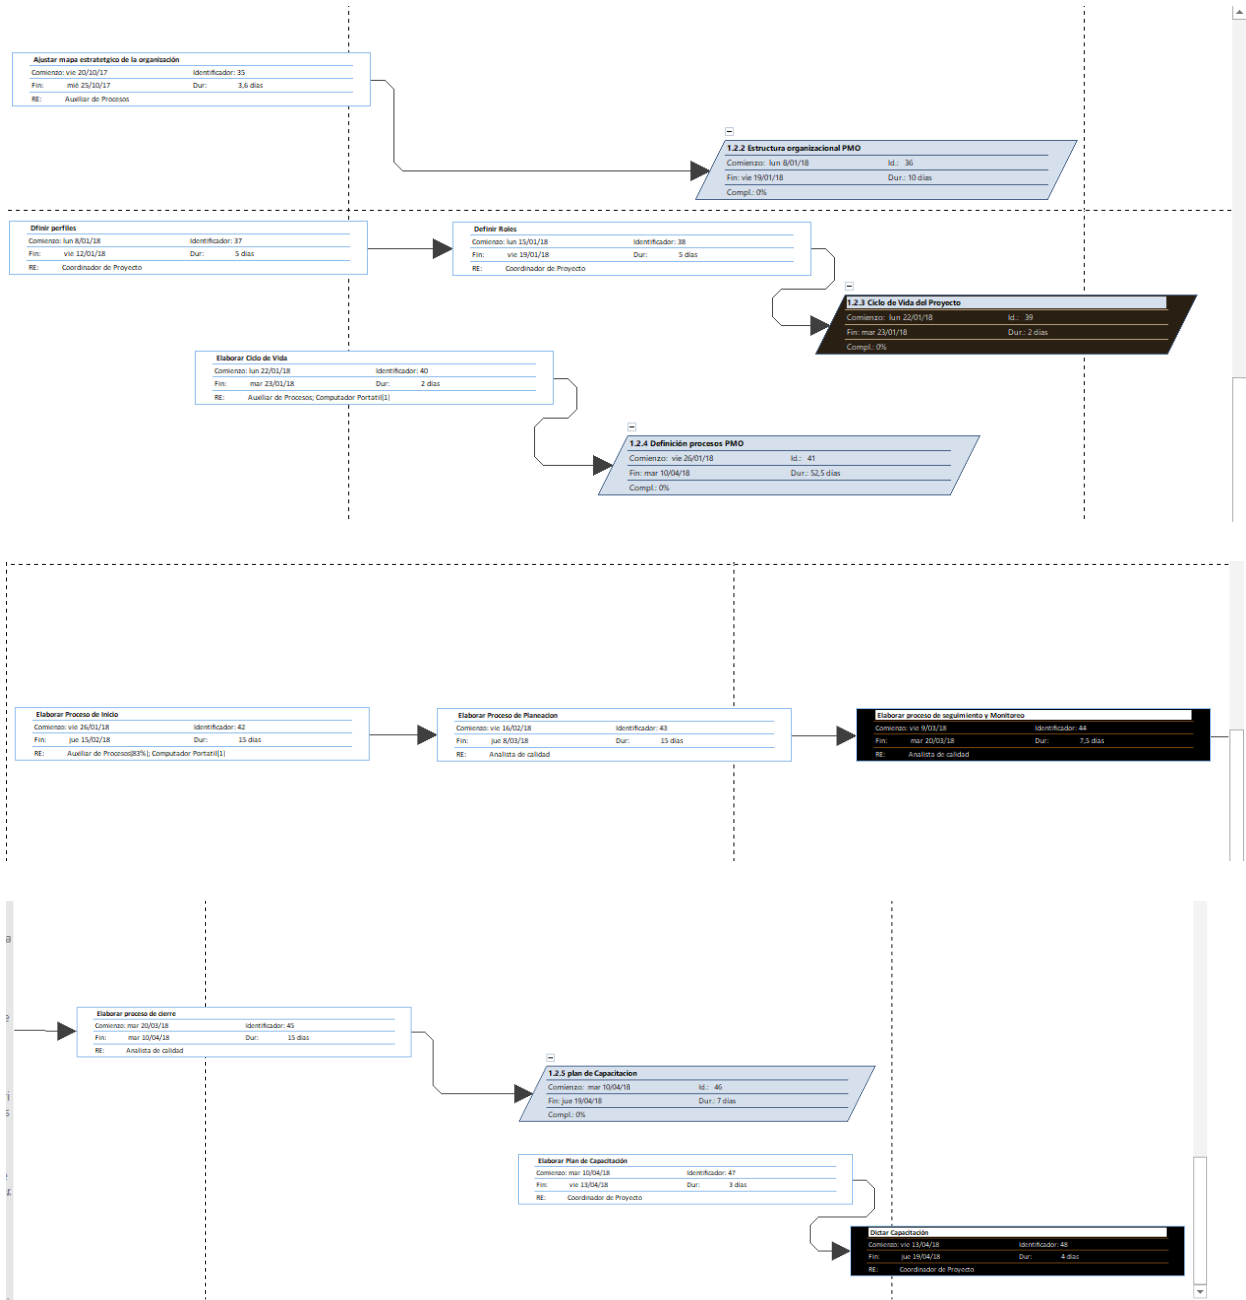 Ajustar mapa estratetgico de la organización
Comienzo: vie 20/10/17 Identificador: 35
Fin: mié 25/10/17 Dur: 3,6 días
RE: Auxiliar de Procesos
1.2.2 Estructura organizacional PMO
Comienzo: lun 8/01/18 Id.: 36
Fin: vie 19/01/18 Dur.: 10 días
Compl.: 0%
Dfinir perfiles
Comienzo: lun 8/01/18 Identificador: 37
Fin: vie 12/01/18 Dur: 5 días
RE: Coordinador de Proyecto
Definir Roles
Comienzo: lun 15/01/18 Identificador: 38
Fin: vie 19/01/18 Dur: 5 días
RE: Coordinador de Proyecto
1.2.3 Ciclo de Vida del Proyecto
Comienzo: lun 22/01/18 Id.: 39
Fin: mar 23/01/18 Dur.: 2 días
Compl.: 0%
Elaborar Ciclo de Vida
Comienzo: lun 22/01/18 Identificador: 40
Fin: mar 23/01/18 Dur: 2 días
RE: Auxiliar de Procesos; Computador Portatil[1]
1.2.4 Definición procesos PMO
Comienzo: vie 26/01/18 Id.: 41
Fin: mar 10/04/18 Dur.: 52,5 días
Compl.: 0%
Elaborar Proceso de Inicio
Comienzo: vie 26/01/18 Identificador: 42
Fin: jue 15/02/18 Dur: 15 días
RE: Auxiliar de Procesos[83%]; Computador Portatil[1]
Elaborar Proceso de Planeacion
Comienzo: vie 16/02/18 Identificador: 43
Fin: jue 8/03/18 Dur: 15 días
RE: Analista de calidad
Elaborar proceso de seguimiento y Monitoreo
Comienzo: vie 9/03/18 Identificador: 44
Fin: mar 20/03/18 Dur: 7,5 días
RE: Analista de calidad
Elaborar proceso de cierre
Comienzo: mar 20/03/18 Identificador: 45
Fin: mar 10/04/18 Dur: 15 días
RE: Analista de calidad
1.2.5 plan de Capacitacion
Comienzo: mar 10/04/18 Id.: 46
Fin: jue 19/04/18 Dur.: 7 días
Compl.: 0%
Elaborar Plan de Capacitación
Comienzo: mar 10/04/18 Identificador: 47
Fin: vie 13/04/18 Dur: 3 días
RE: Coordinador de Proyecto
Dictar Capacitación
Comienzo: vie 13/04/18 Identificador: 48
Fin: jue 19/04/18 Dur: 4 días
RE: Coordinador de Proyecto